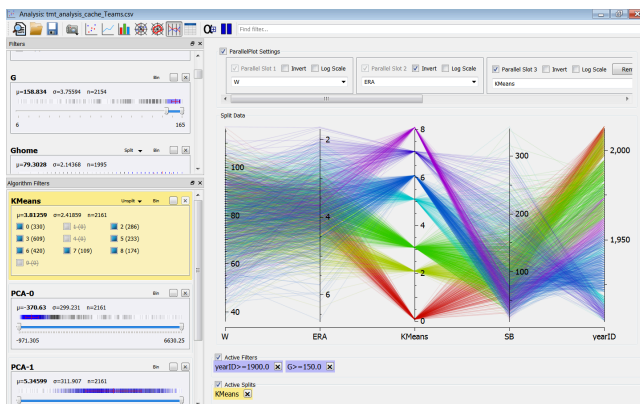 Analysis: tmt_analysis_cache_Teams.csv
Find filter...
Filters
ParallelPlot Settings
Parallel Slot 1 Invert Log Scale
W
Parallel Slot 2 Invert Log Scale
ERA
Parallel Slot 3 Invert Log Scale Ren
KMeans
G Bin
μ=158.834 σ=3.75594 n=2154
6 165
Ghome Split Bin
μ=79.3028 σ=2.14368 n=1995
Algorithm Filters
KMeans Unsplit Bin
μ=3.81259 σ=2.41859 n=2161
0 (330) 1 (0) 2 (286)
3 (609) 4 (0) 5 (233)
6 (420) 7 (109) 8 (174)
9 (0)
PCA-0 Bin
μ=-370.63 σ=299.231 n=2161
-971.305 6630.25
PCA-1 Bin
μ=5.34599 σ=311.907 n=2161
Split Data
100
80
60
40
2
4
6
8
6
4
2
0
300
200
100
2,000
1,950
W ERA KMeans SB yearID
Active Filters
yearID>=1900.0 G>=150.0
Active Splits
KMeans